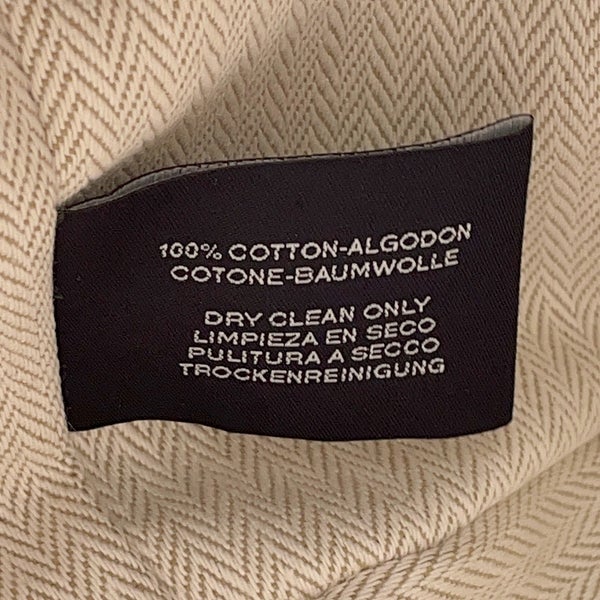 100% COTTON-ALGODON
COTONE-BAUMWOLLE
DRY CLEAN ONLY
LIMPIEZA EN SECO
PULITURA A SECCO
TROCKENREINIGUNG